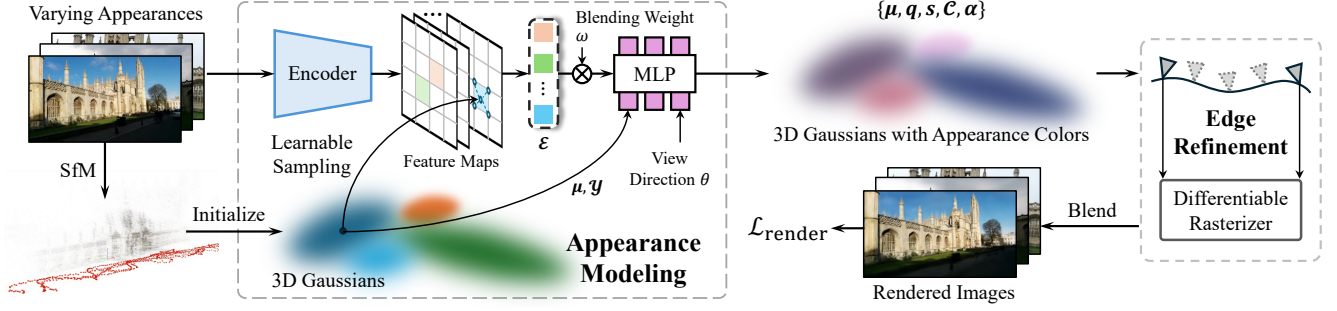 Varying Appearances
SfM
Initialize
Encoder
Learnable
Sampling
Feature Maps
ℰ
Blending Weight
ω
MLP
View
Direction θ
μ, 𝒴
3D Gaussians
Appearance
Modeling
{μ, q, s, 𝒞, α}
3D Gaussians with Appearance Colors
Edge
Refinement
Differentiable
Rasterizer
Blend
ℒrender
Rendered Images